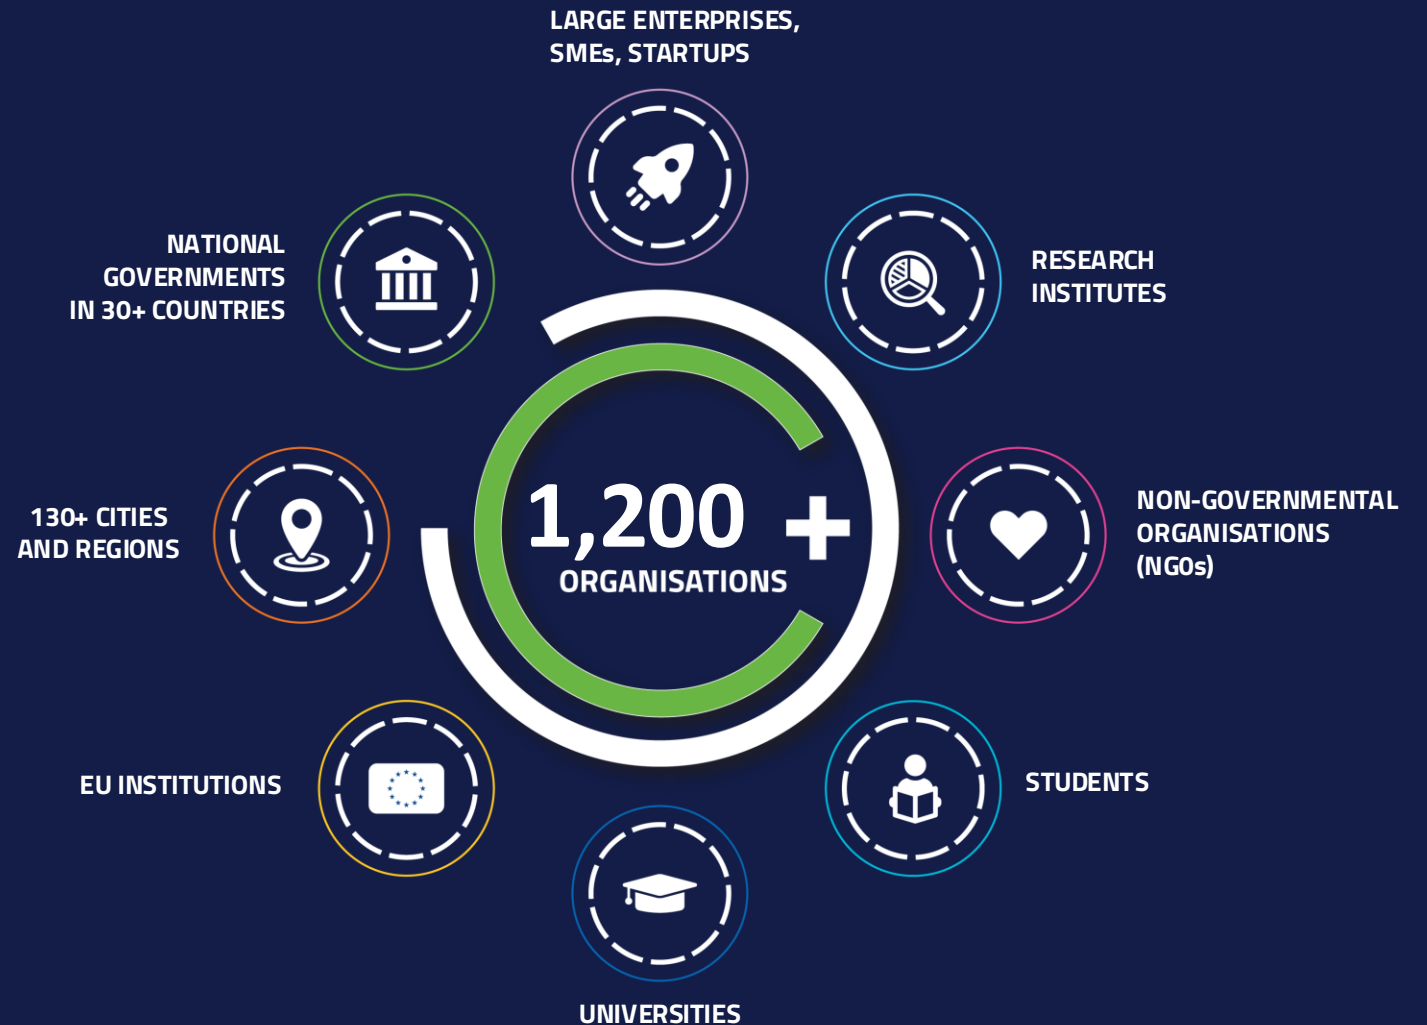 LARGE ENTERPRISES,
SMEs, STARTUPS
NATIONAL
GOVERNMENTS
IN 30+ COUNTRIES
RESEARCH
INSTITUTES
130+ CITIES
AND REGIONS
1,200 +
ORGANISATIONS
NON-GOVERNMENTAL
ORGANISATIONS
(NGOs)
EU INSTITUTIONS
STUDENTS
UNIVERSITIES